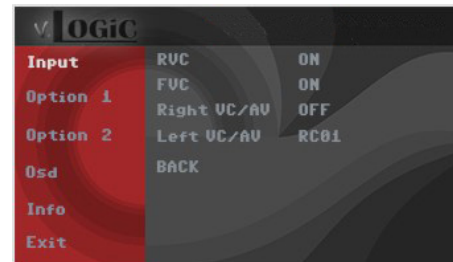 v.LOGiC
Input
Option 1
Option 2
Osd
Info
Exit
RVC ON
FVC ON
Right VC/AV OFF
Left VC/AV RC01
BACK